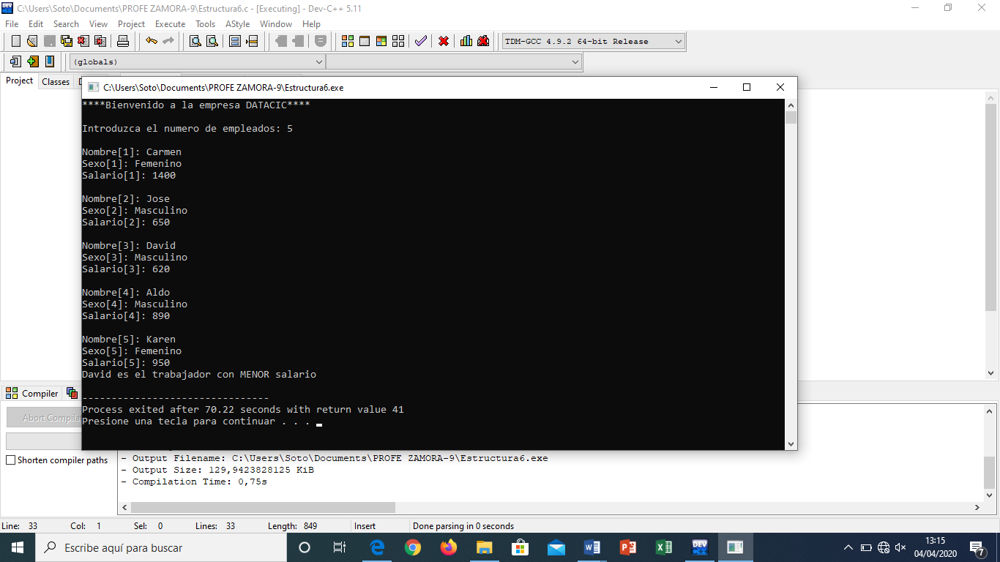 C:\Users\Soto\Documents\PROFE ZAMORA-9\Estructura6.c - [Executing] - Dev-C++ 5.11
File Edit Search View Project Execute Tools AStyle Window Help
TDM-GCC 4.9.2 64-bit Release
(globals)
Project Classes
C:\Users\Soto\Documents\PROFE ZAMORA-9\Estructura6.exe
****Bienvenido a la empresa DATACIC****
Introduzca el numero de empleados: 5
Nombre[1]: Carmen
Sexo[1]: Femenino
Salario[1]: 1400
Nombre[2]: Jose
Sexo[2]: Masculino
Salario[2]: 650
Nombre[3]: David
Sexo[3]: Masculino
Salario[3]: 620
Nombre[4]: Aldo
Sexo[4]: Masculino
Salario[4]: 890
Nombre[5]: Karen
Sexo[5]: Femenino
Salario[5]: 950
David es el trabajador con MENOR salario
--------------------------------
Process exited after 70.22 seconds with return value 41
Presione una tecla para continuar . . .
Compiler
Abort Compilat
Shorten compiler paths
- Output Filename: C:\Users\Soto\Documents\PROFE ZAMORA-9\Estructura6.exe
- Output Size: 129,9423828125 KiB
- Compilation Time: 0,75s
Line: 33 Col: 1 Sel: 0 Lines: 33 Length: 849 Insert Done parsing in 0 seconds
Escribe aquí para buscar
DEV
13:15
04/04/2020
7